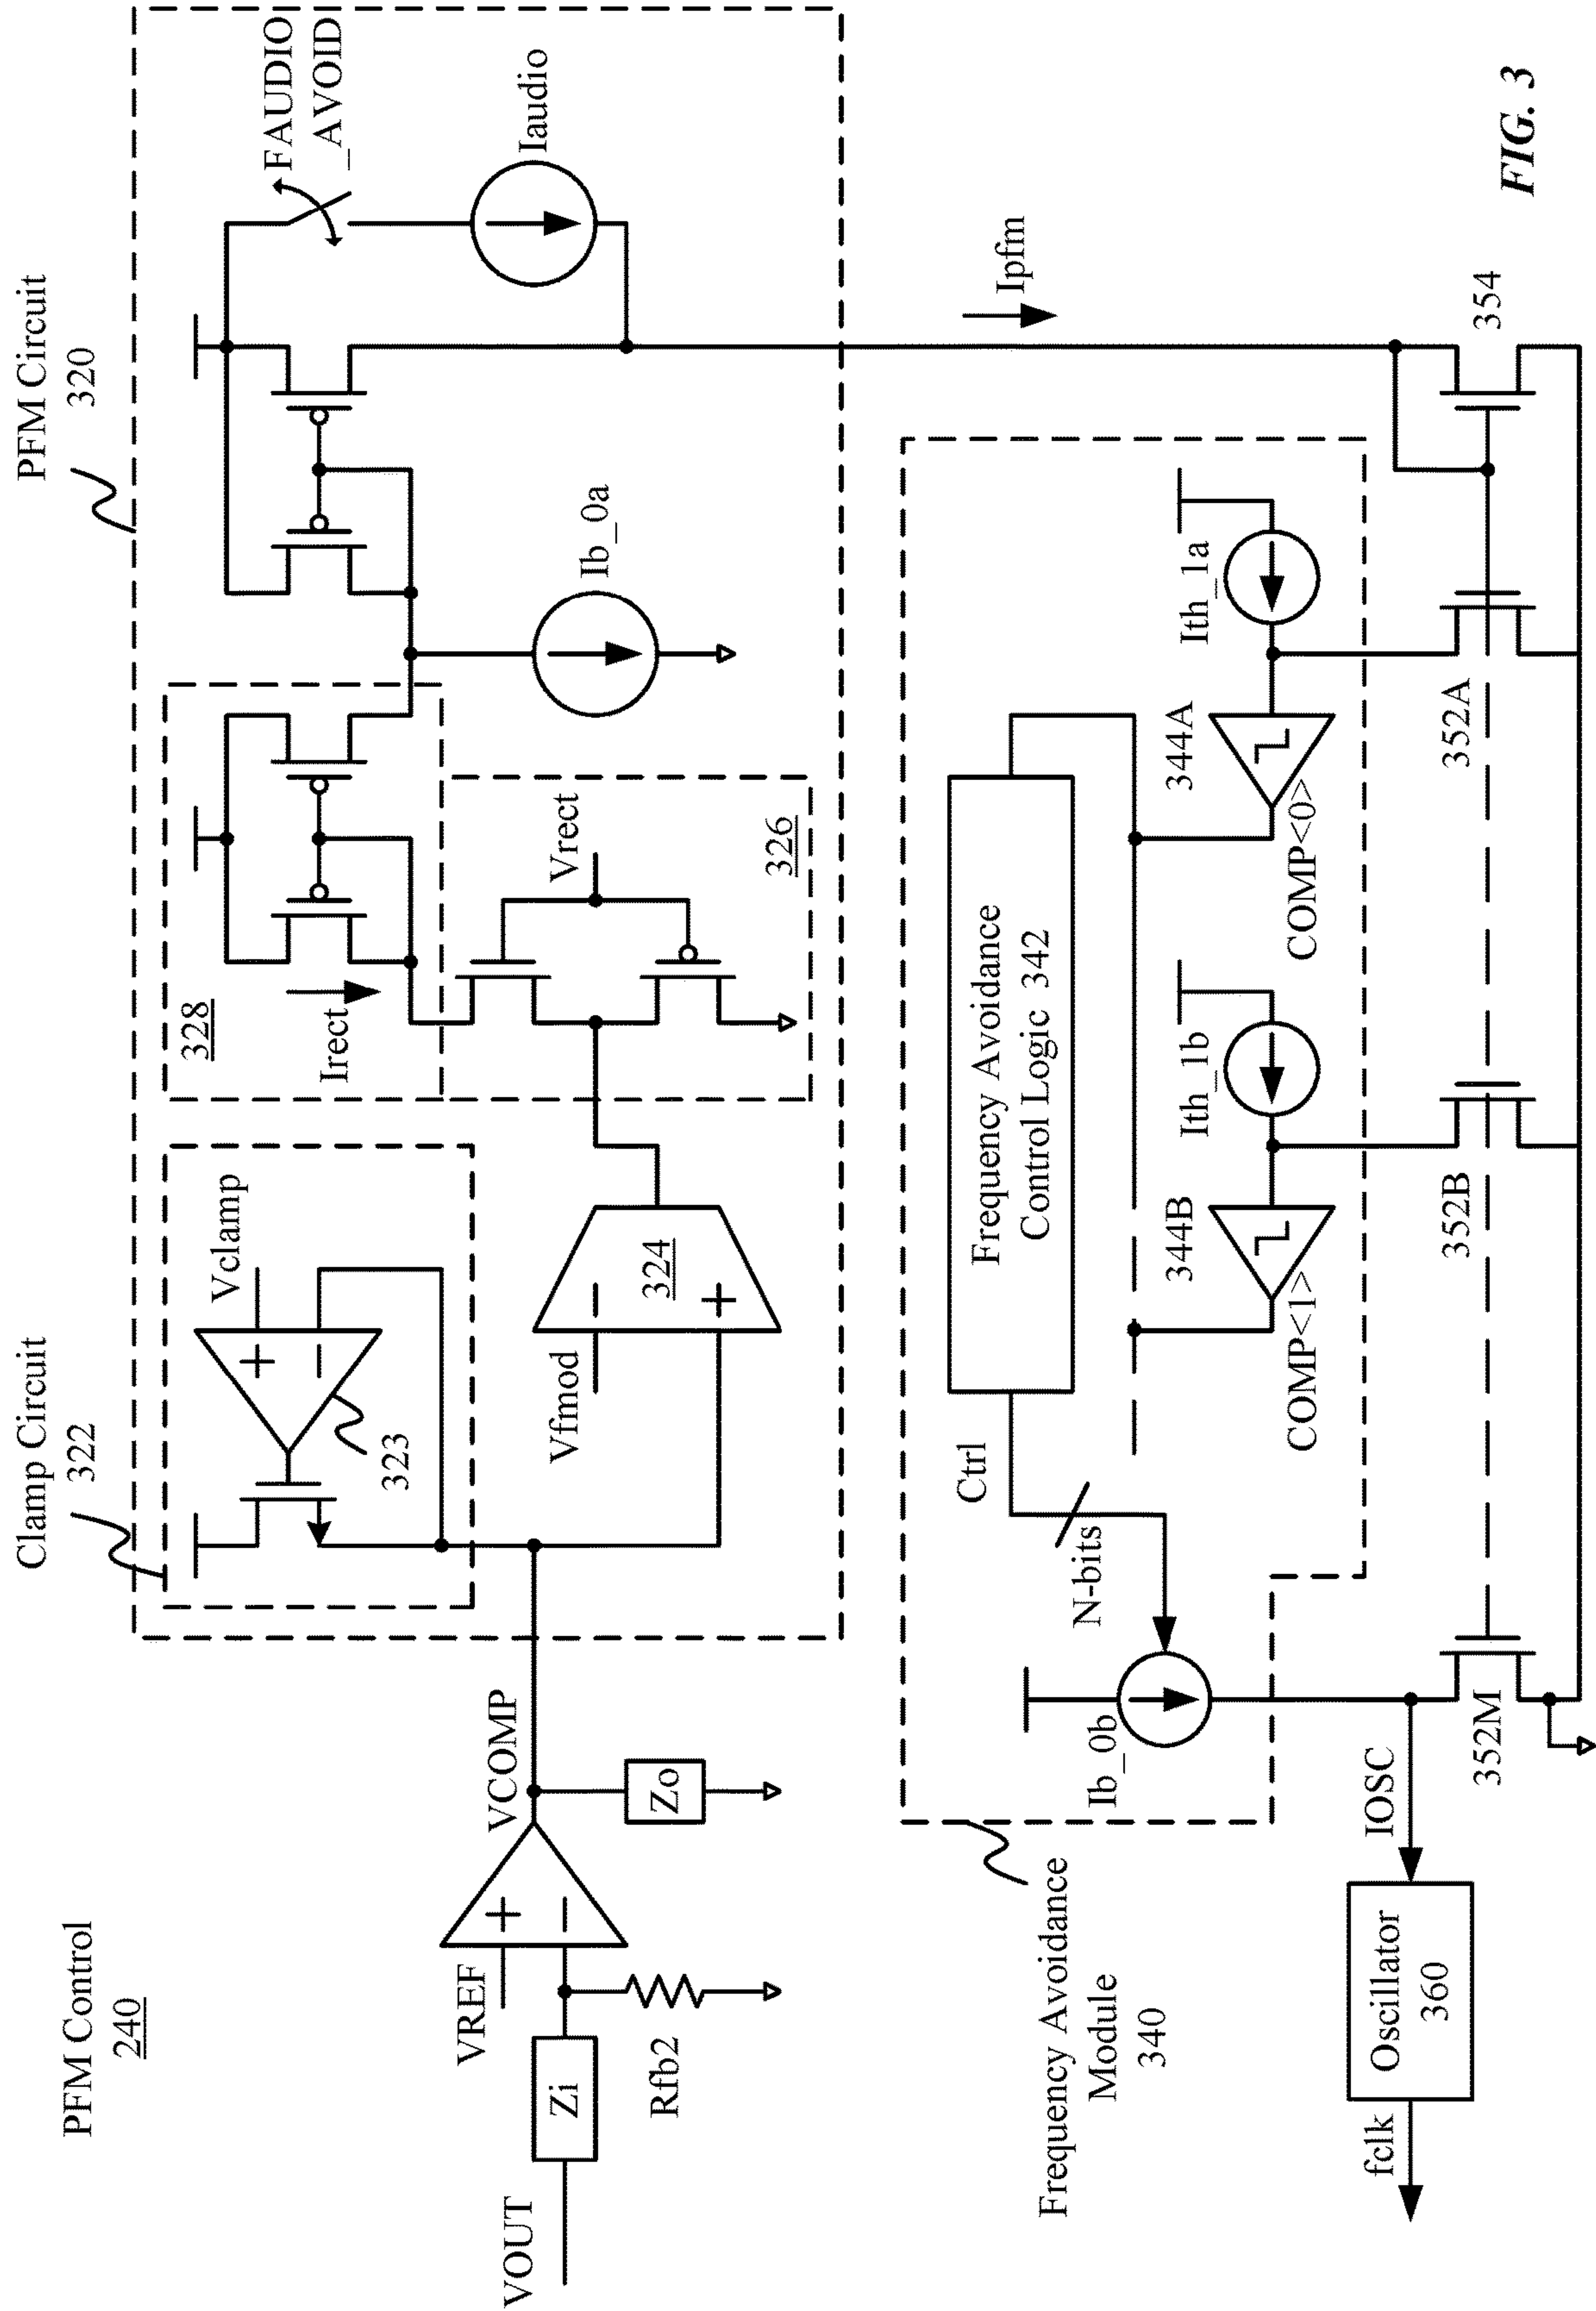 PFM Control
240
Clamp Circuit
322
PFM Circuit
320
Vclamp
+
−
323
328
Irect
Vrect
326
FAUDIO
_AVOID
Iaudio
Ib_0a
VOUT
Zi
Rfb2
VREF
+
−
VCOMP
Zo
Vfmod
−
+
324
Ipfm
Frequency Avoidance
Module
340
Ctrl
N-bits
Ib_0b
Frequency Avoidance
Control Logic 342
344B
COMP<1>
Ith_1b
344A
COMP<0>
Ith_1a
fclk
Oscillator
360
IOSC
352M
352B
352A
354
FIG. 3